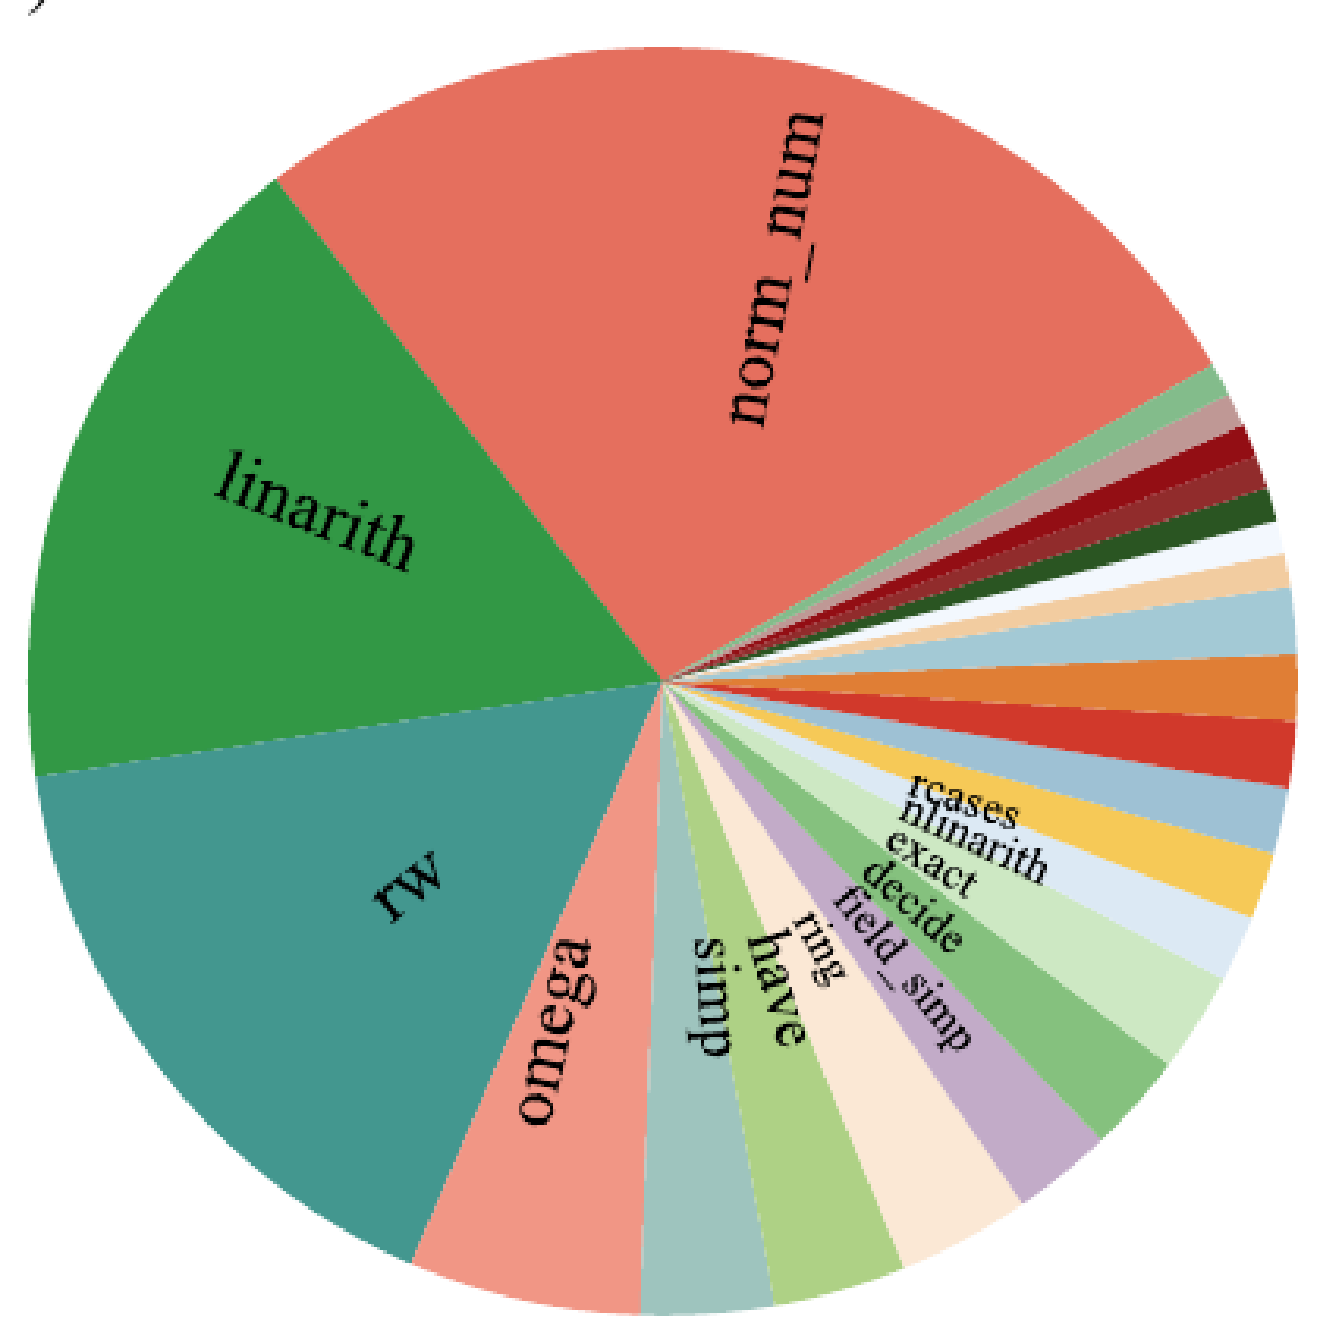 norm_num
linarith
rw
omega
simp
have
ring
field_simp
decide
exact
nlinarith
rcases